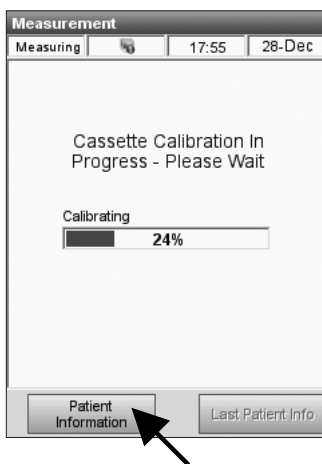 Measurement
Measuring 17:55 28-Dec
Cassette Calibration In
Progress - Please Wait
Calibrating
24%
Patient
Information
Last Patient Info